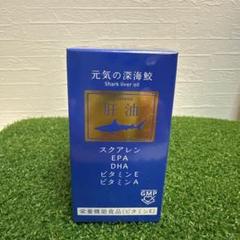 元気の深海鮫
Shark liver oil
肝油
スクアレン
EPA
DHA
ビタミンE
ビタミンA
GMP
栄養機能食品(ビタミンE)